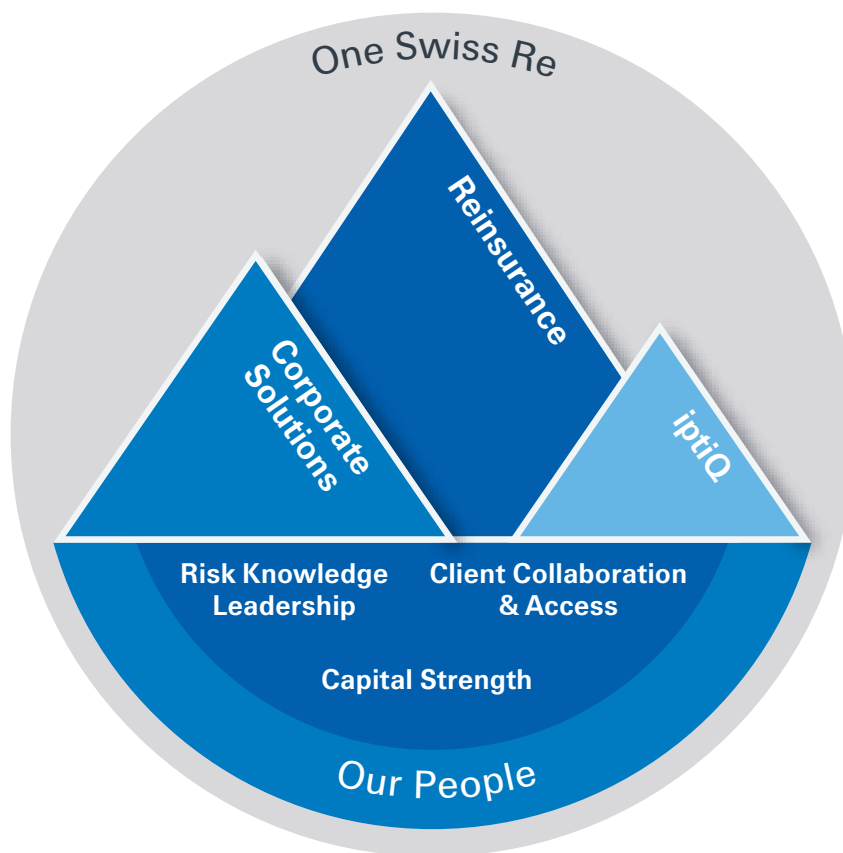 One Swiss Re
Reinsurance
Corporate
Solutions
iptiQ
Risk Knowledge
Leadership
Client Collaboration
& Access
Capital Strength
Our People